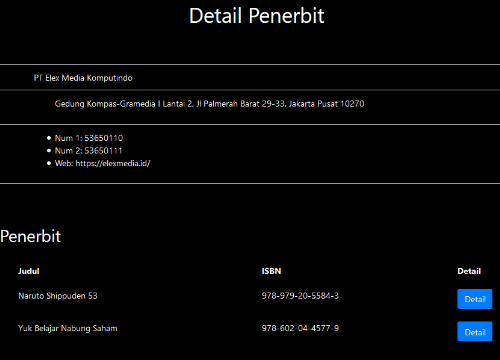 Detail Penerbit
PT Elex Media Komputindo
Gedung Kompas-Gramedia I Lantai 2, Jl Palmerah Barat 29-33, Jakarta Pusat 10270
Num 1: 53650110
Num 2: 53650111
Web: https://elexmedia.id/
Penerbit
Judul ISBN Detail
Naruto Shippuden 53 978-979-20-5584-3 Detail
Yuk Belajar Nabung Saham 978-602-04-4577-9 Detail